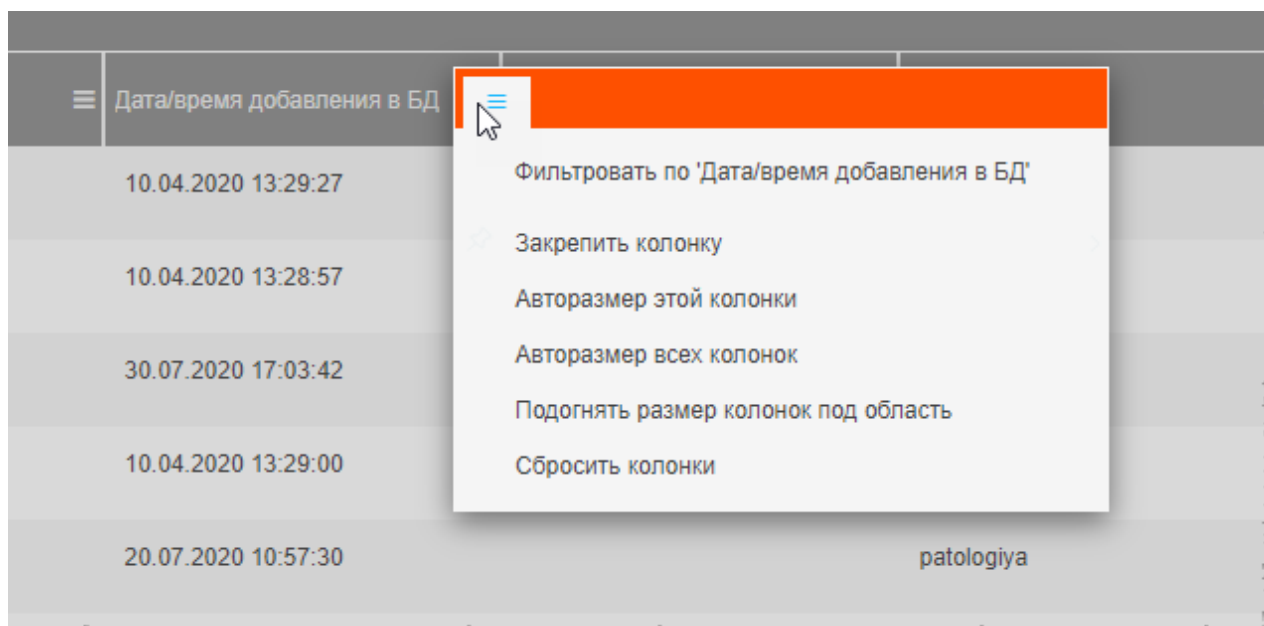 Дата/время добавления в БД
10.04.2020 13:29:27
Фильтровать по 'Дата/время добавления в БД'
Закрепить колонку
10.04.2020 13:28:57
Авторазмер этой колонки
Авторазмер всех колонок
30.07.2020 17:03:42
Подогнять размер колонок под область
10.04.2020 13:29:00
Сбросить колонки
20.07.2020 10:57:30
patologiya